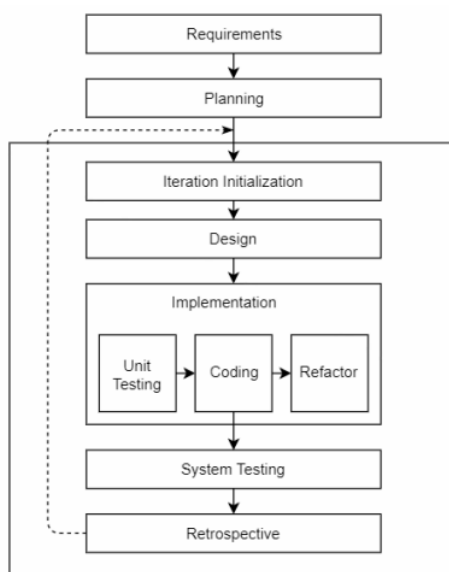 Requirements
Planning
Iteration Initialization
Design
Implementation
Unit
Testing
Coding
Refactor
System Testing
Retrospective